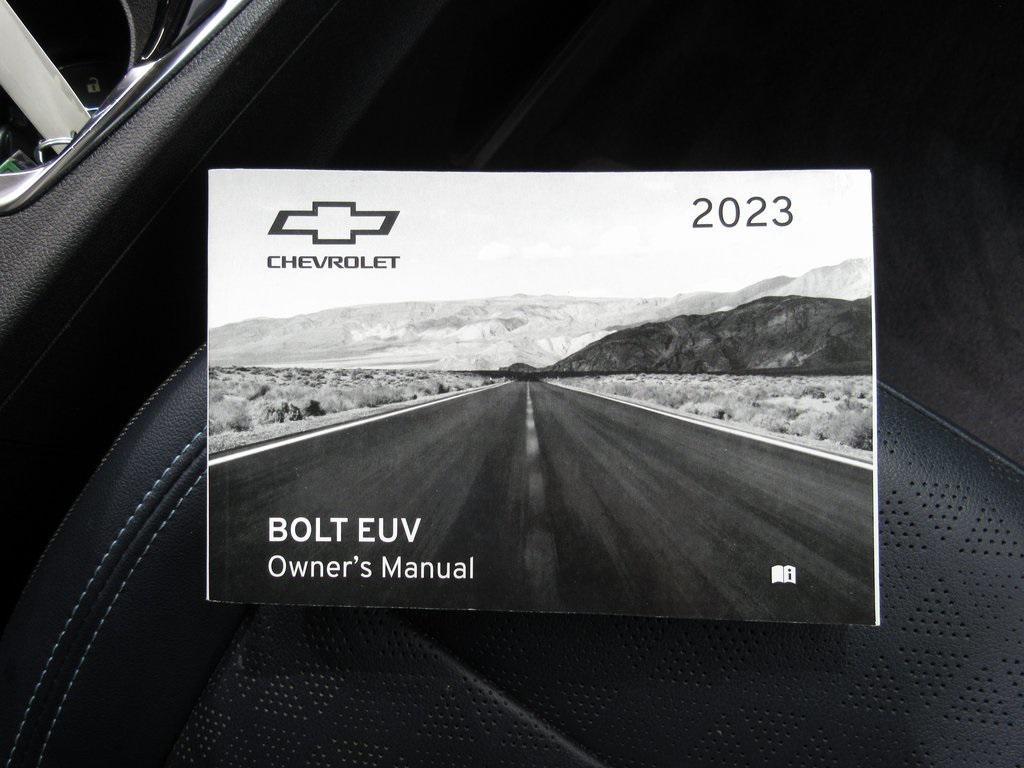 CHEVROLET
2023
BOLT EUV
Owner's Manual